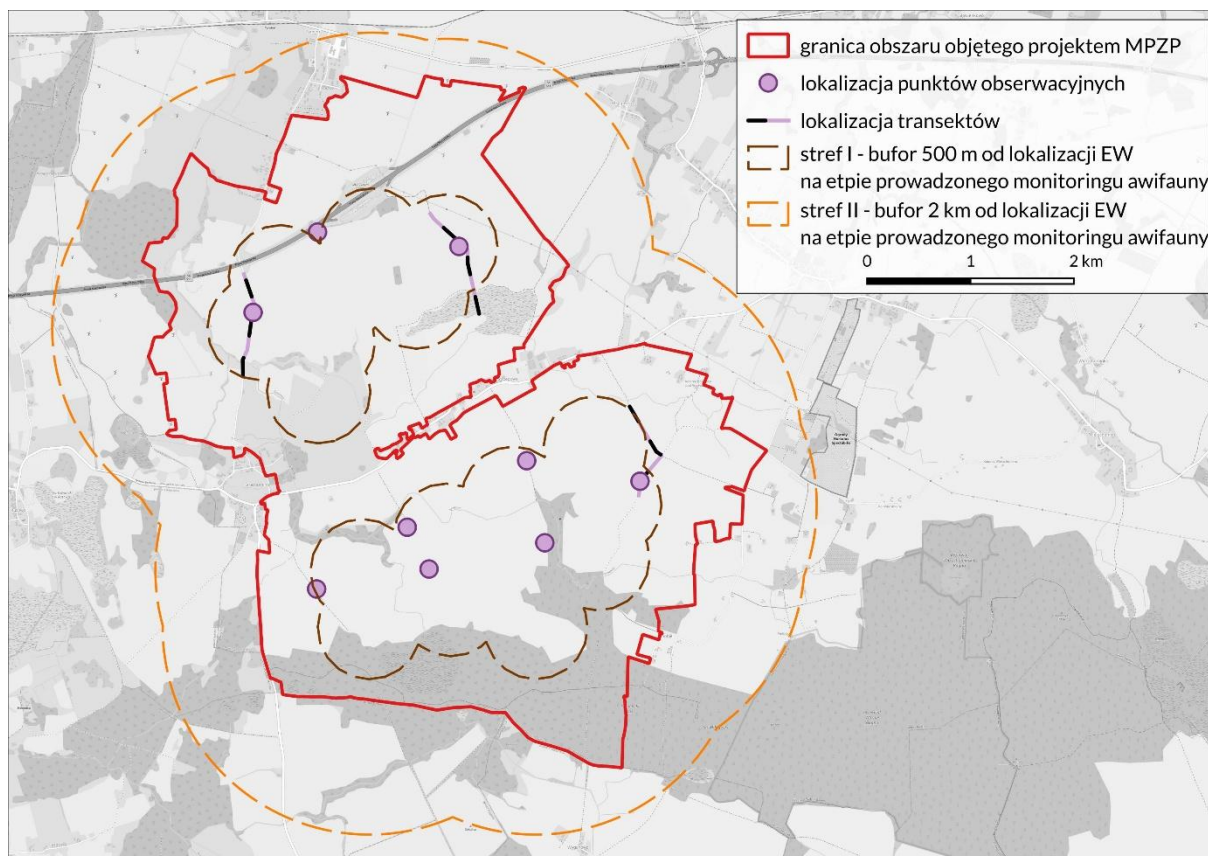 granica obszaru objętego projektem MPZP
lokalizacja punktów obserwacyjnych
lokalizacja transektów
stref I - bufor 500 m od lokalizacji EW
na etpie prowadzonego monitoringu awifauny
stref II - bufor 2 km od lokalizacji EW
na etpie prowadzonego monitoringu awifauny
0 1 2 km